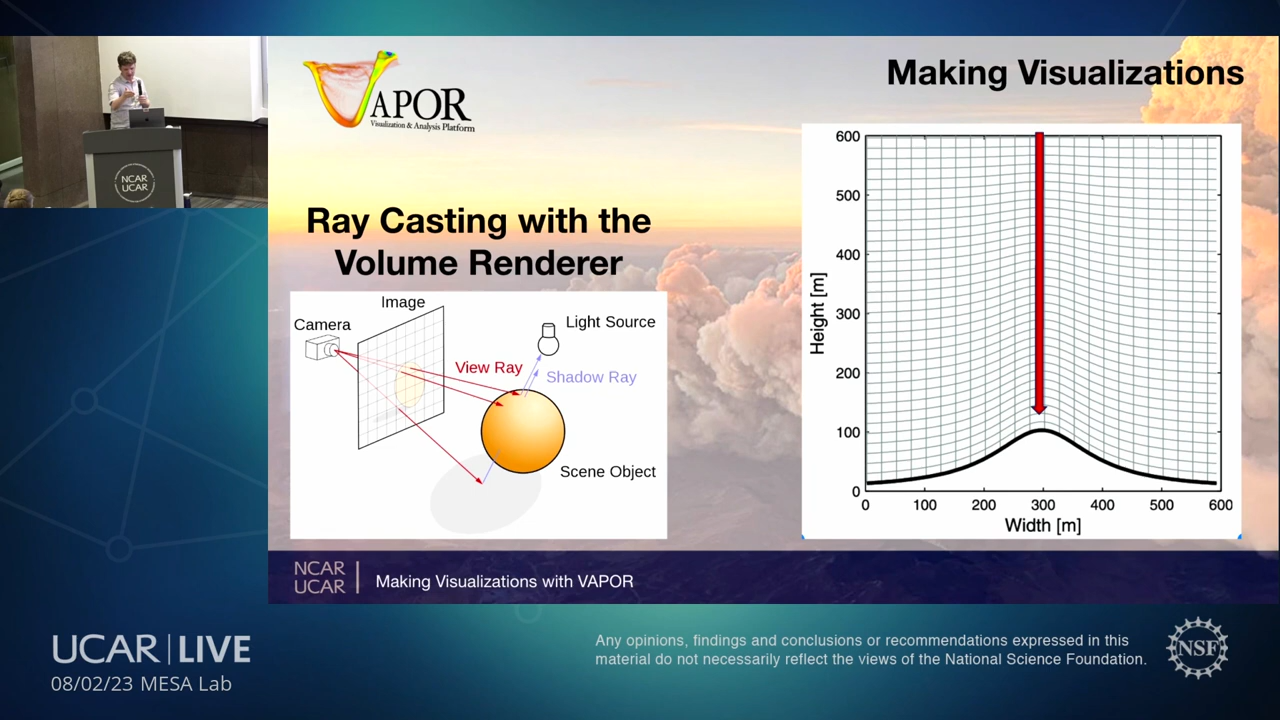 NCAR
UCAR
VAPOR
Visualization & Analysis Platform
Making Visualizations
Ray Casting with the
Volume Renderer
Image
Camera
Light Source
View Ray
Shadow Ray
Scene Object
600
500
400
300
200
100
0
Height [m]
0 100 200 300 400 500 600
Width [m]
NCAR
UCAR
Making Visualizations with VAPOR
UCAR | LIVE
08/02/23 MESA Lab
Any opinions, findings and conclusions or recommendations expressed in this
material do not necessarily reflect the views of the National Science Foundation.
NSF